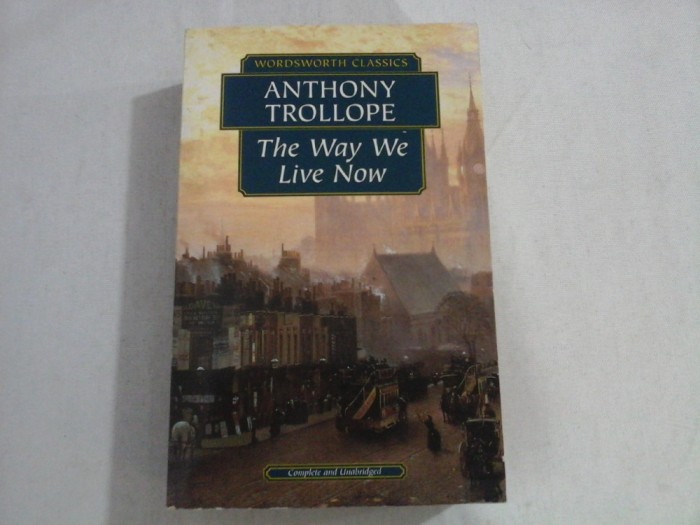 WORDSWORTH CLASSICS
ANTHONY
TROLLOPE
The Way We
Live Now
Complete and Unabridged